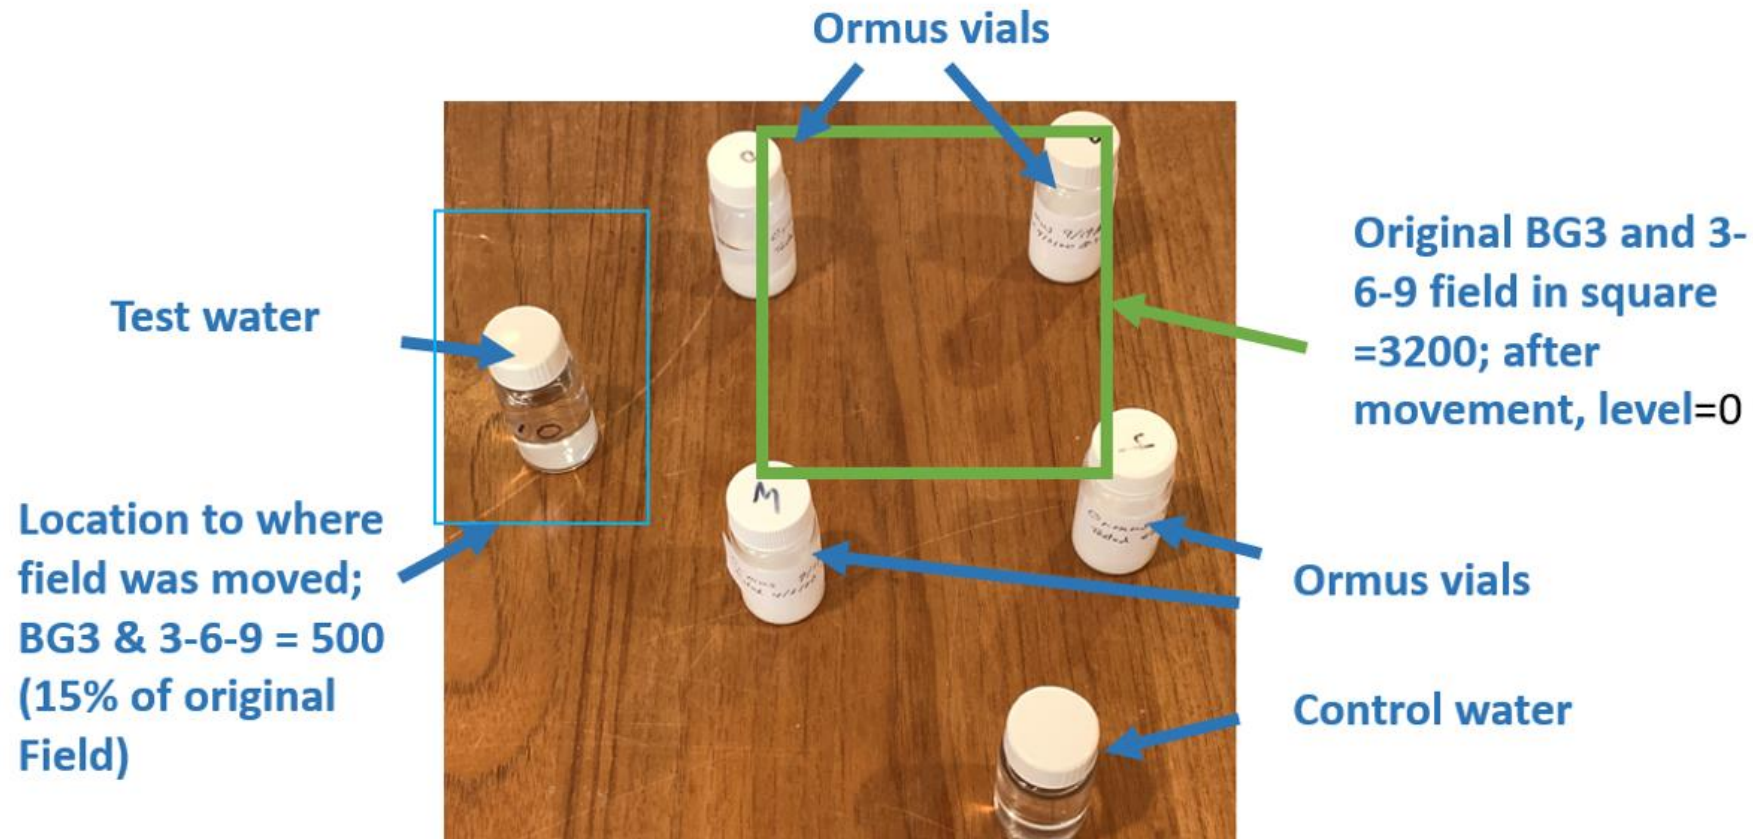 Ormus vials
Test water
Original BG3 and 3-
6-9 field in square
=3200; after
movement, level=0
Location to where
field was moved;
BG3 & 3-6-9 = 500
(15% of original
Field)
Ormus vials
Control water
M